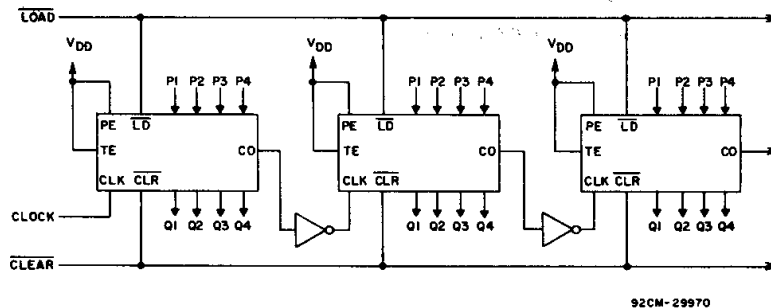 LOAD
VDD VDD VDD
P1 P2 P3 P4 P1 P2 P3 P4 P1 P2 P3 P4
PE LD PE LD PE LD
TE CO TE CO TE CO
CLK CLR CLK CLR CLK CLR
CLOCK Q1 Q2 Q3 Q4 Q1 Q2 Q3 Q4 Q1 Q2 Q3 Q4
CLEAR
92CM-29970